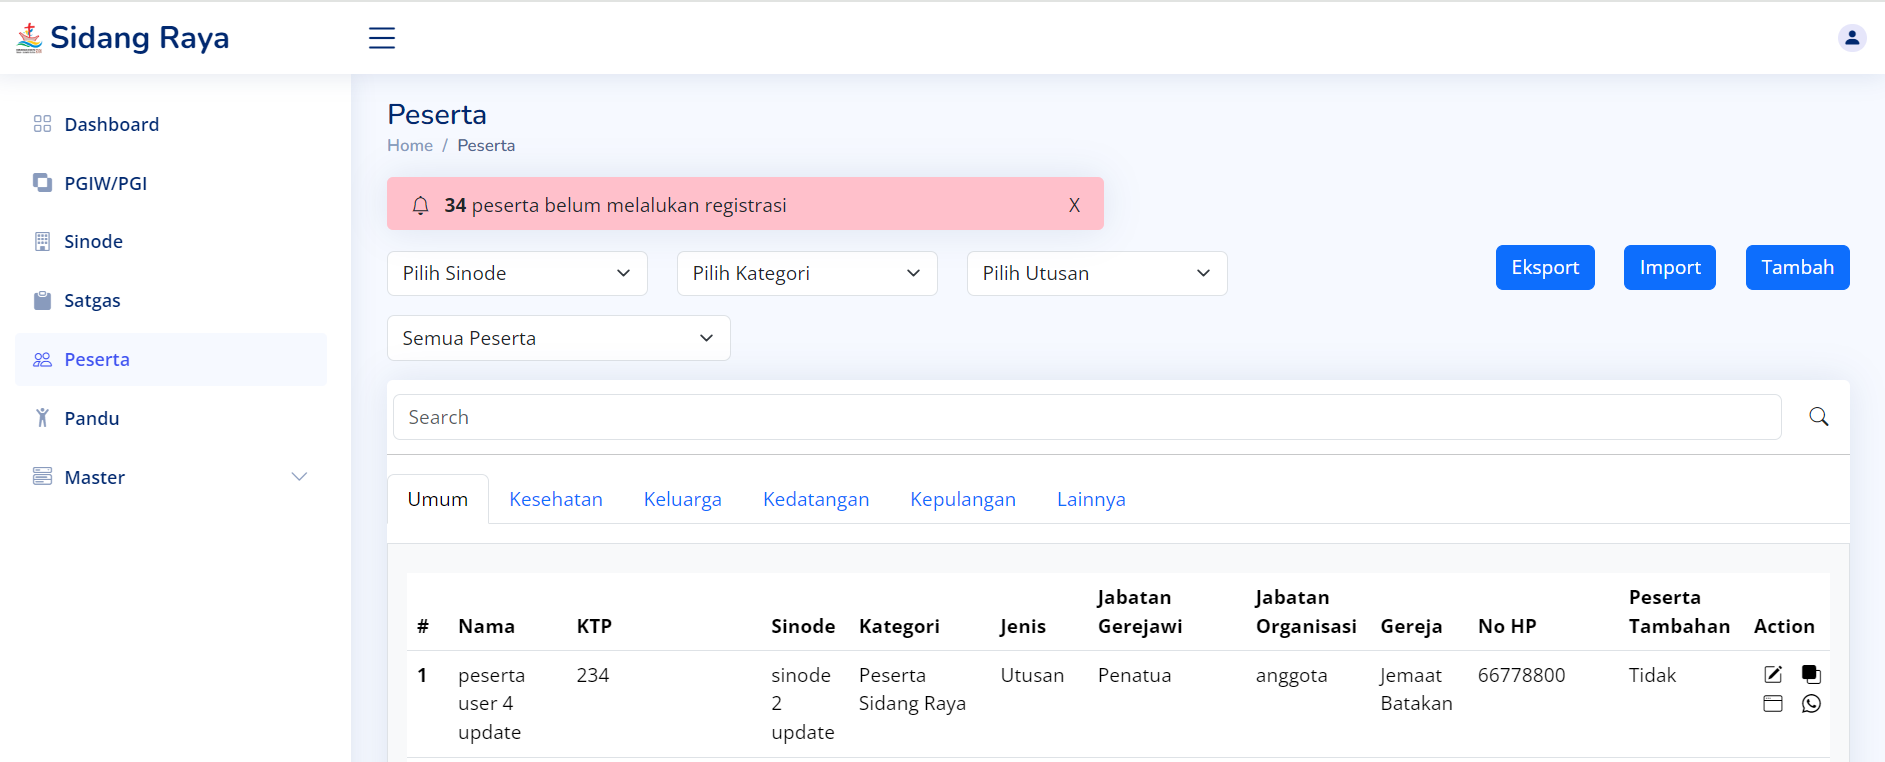 Sidang Raya
Dashboard
PGIW/PGI
Sinode
Satgas
Peserta
Pandu
Master
Peserta
Home / Peserta
34 peserta belum melalukan registrasi X
Pilih Sinode Pilih Kategori Pilih Utusan Eksport Import Tambah
Semua Peserta
Search
Umum Kesehatan Keluarga Kedatangan Kepulangan Lainnya
# Nama KTP Sinode Kategori Jenis Jabatan Gerejawi Jabatan Organisasi Gereja No HP Peserta Tambahan Action
1 peserta user 4 update 234 sinode 2 update Peserta Sidang Raya Utusan Penatua anggota Jemaat Batakan 66778800 Tidak